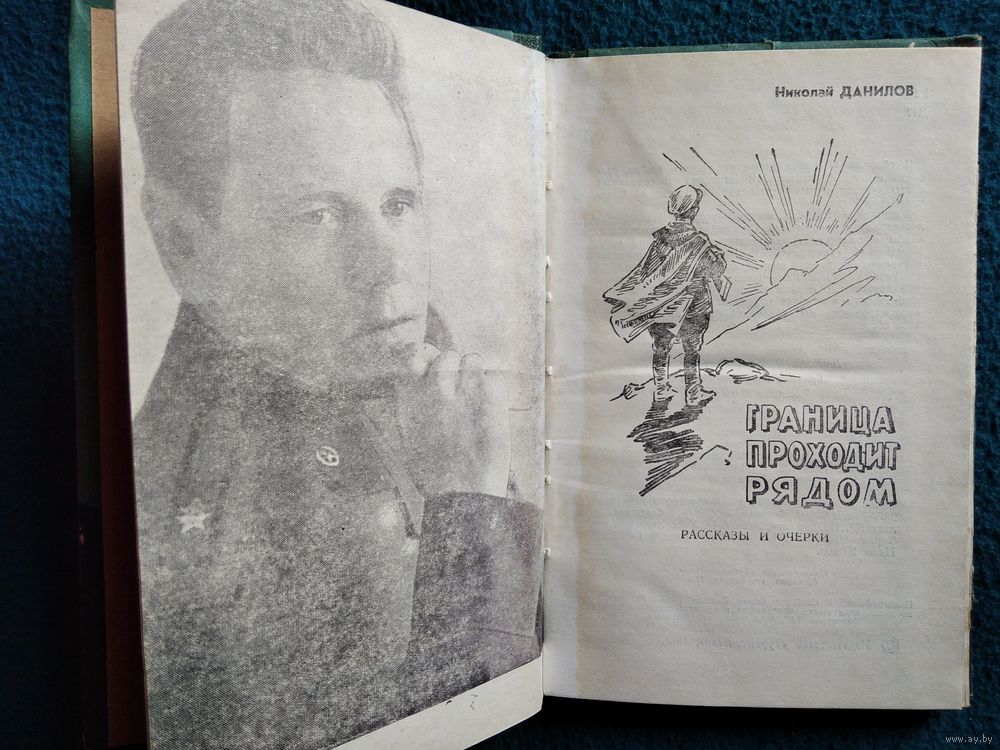 Николай ДАНИЛОВ
ГРАНИЦА
ПРОХОДИТ
РЯДОМ
РАССКАЗЫ И ОЧЕРКИ
www.ay.by